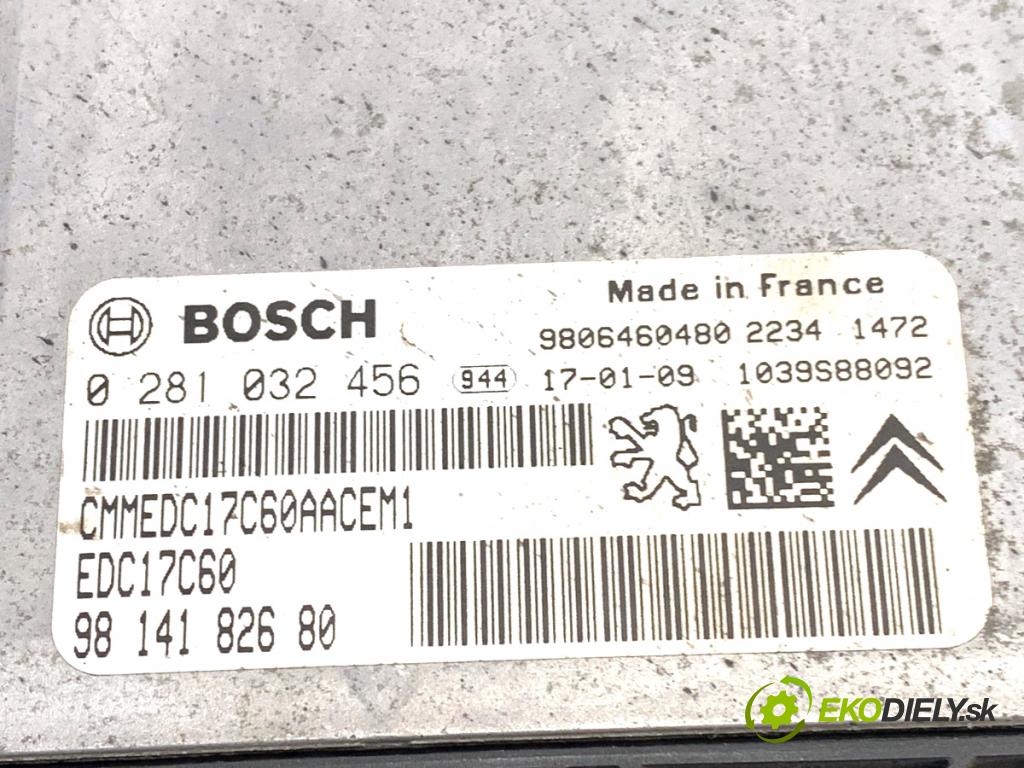 BOSCH
Made in France
9806460480 2234 1472
0 281 032 456 944 17-01-09 1039S88092
CMMEDC17C60AACEM1
EDC17C60
98 141 826 80
EKODIELY.sk